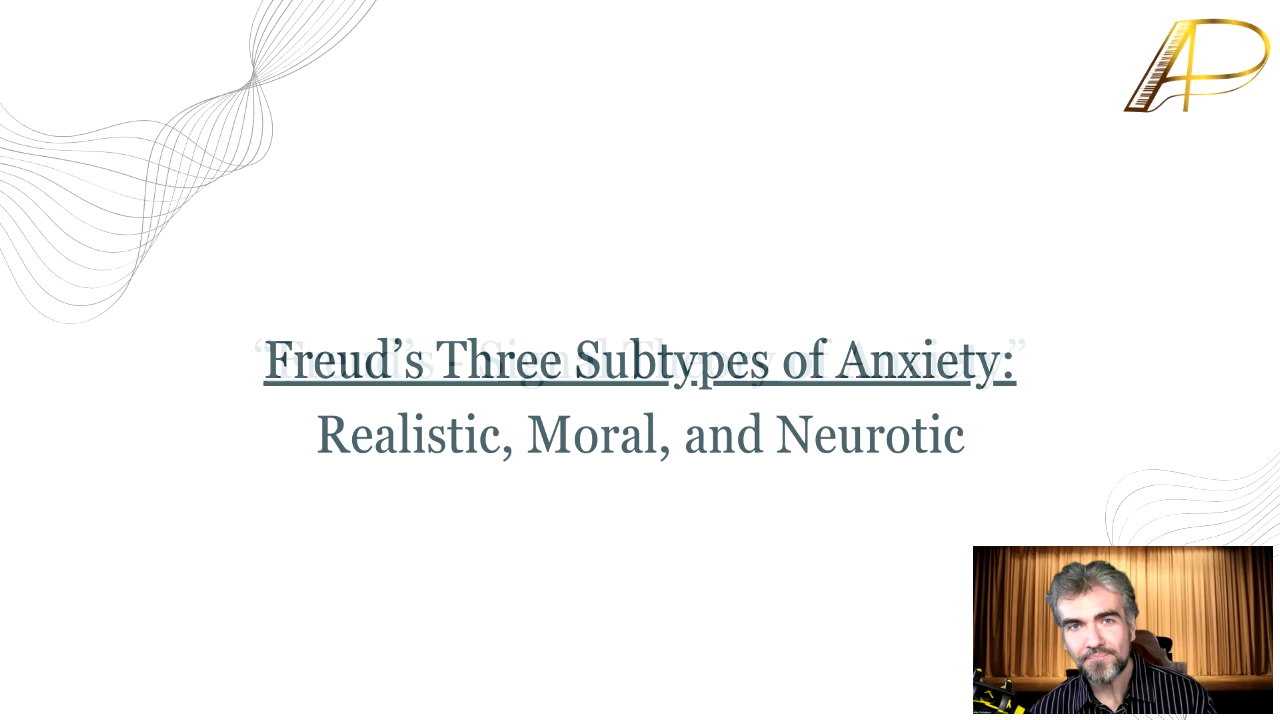 Freud’s Three Subtypes of Anxiety:
Realistic, Moral, and Neurotic